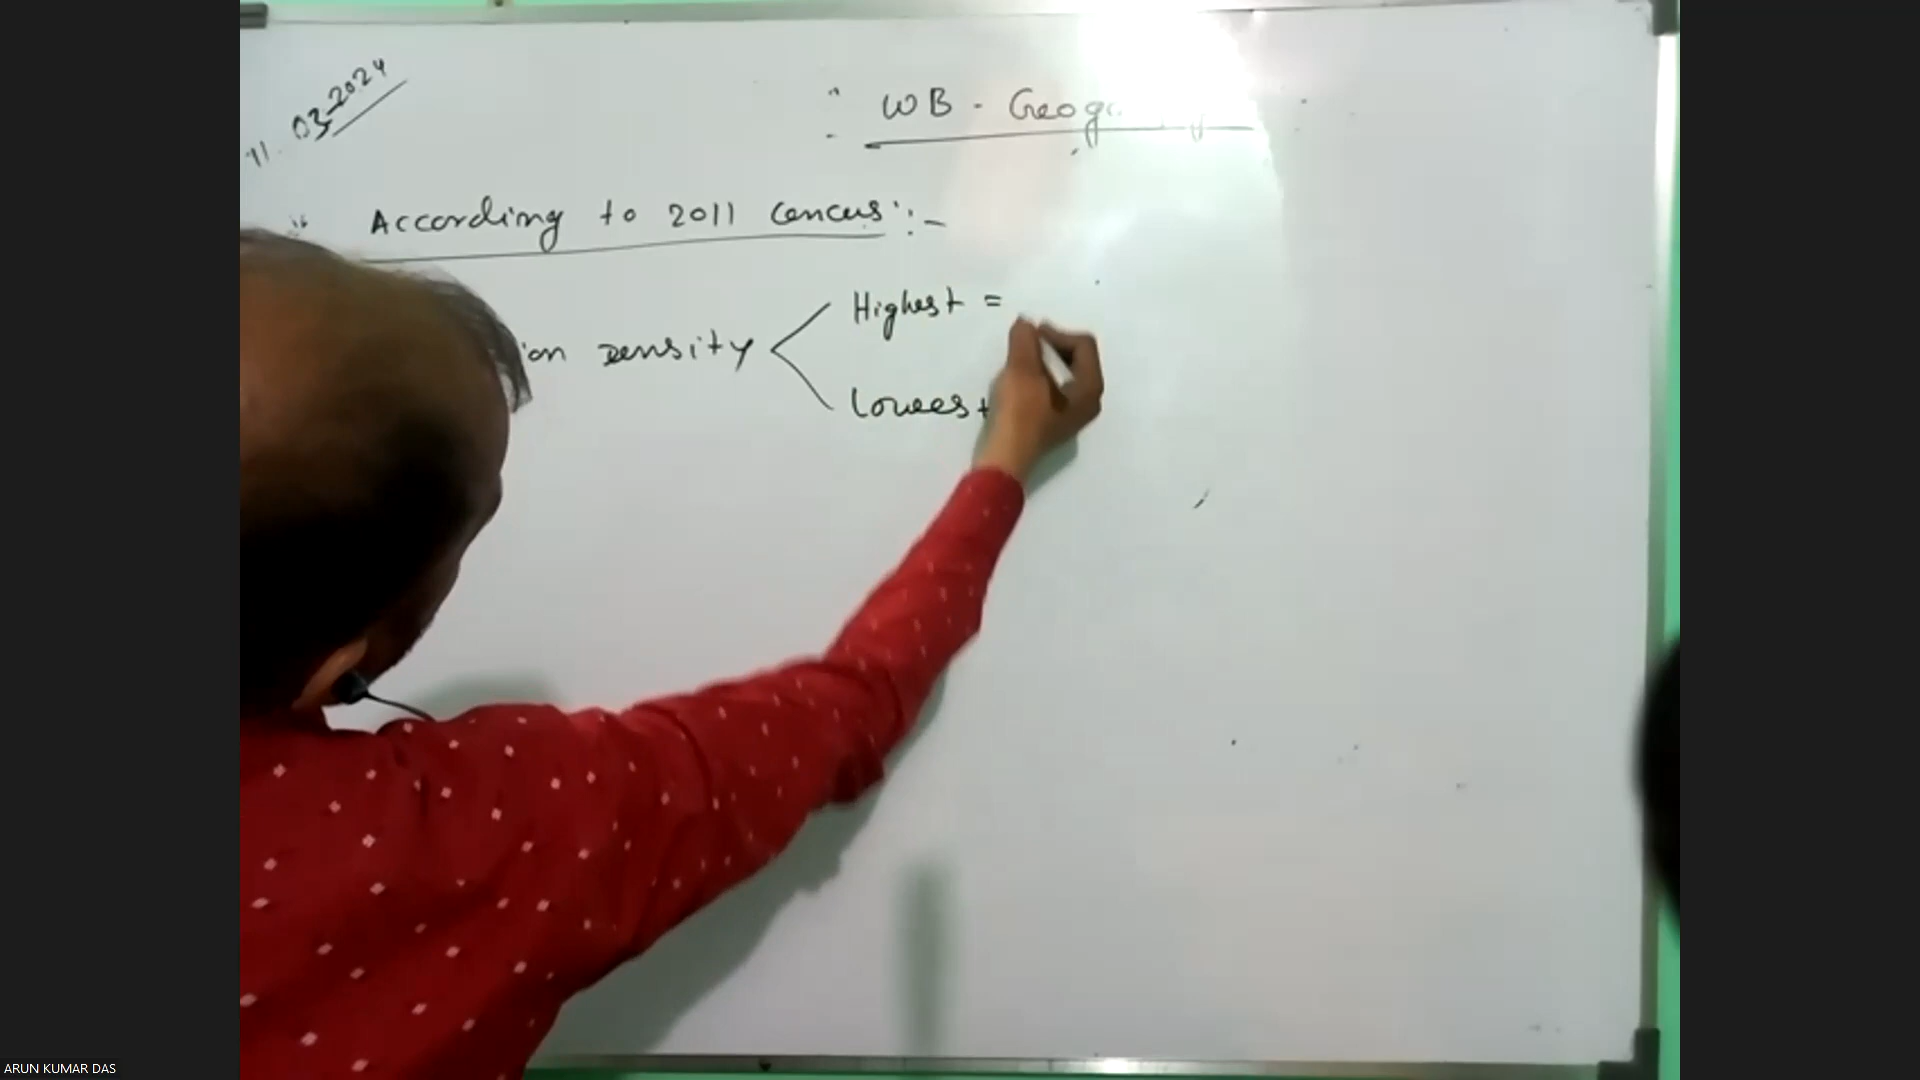 11.03-2024
WB - Geog
According to 2011 Cencus :-
ion Density
Highest =
Lowest
ARUN KUMAR DAS